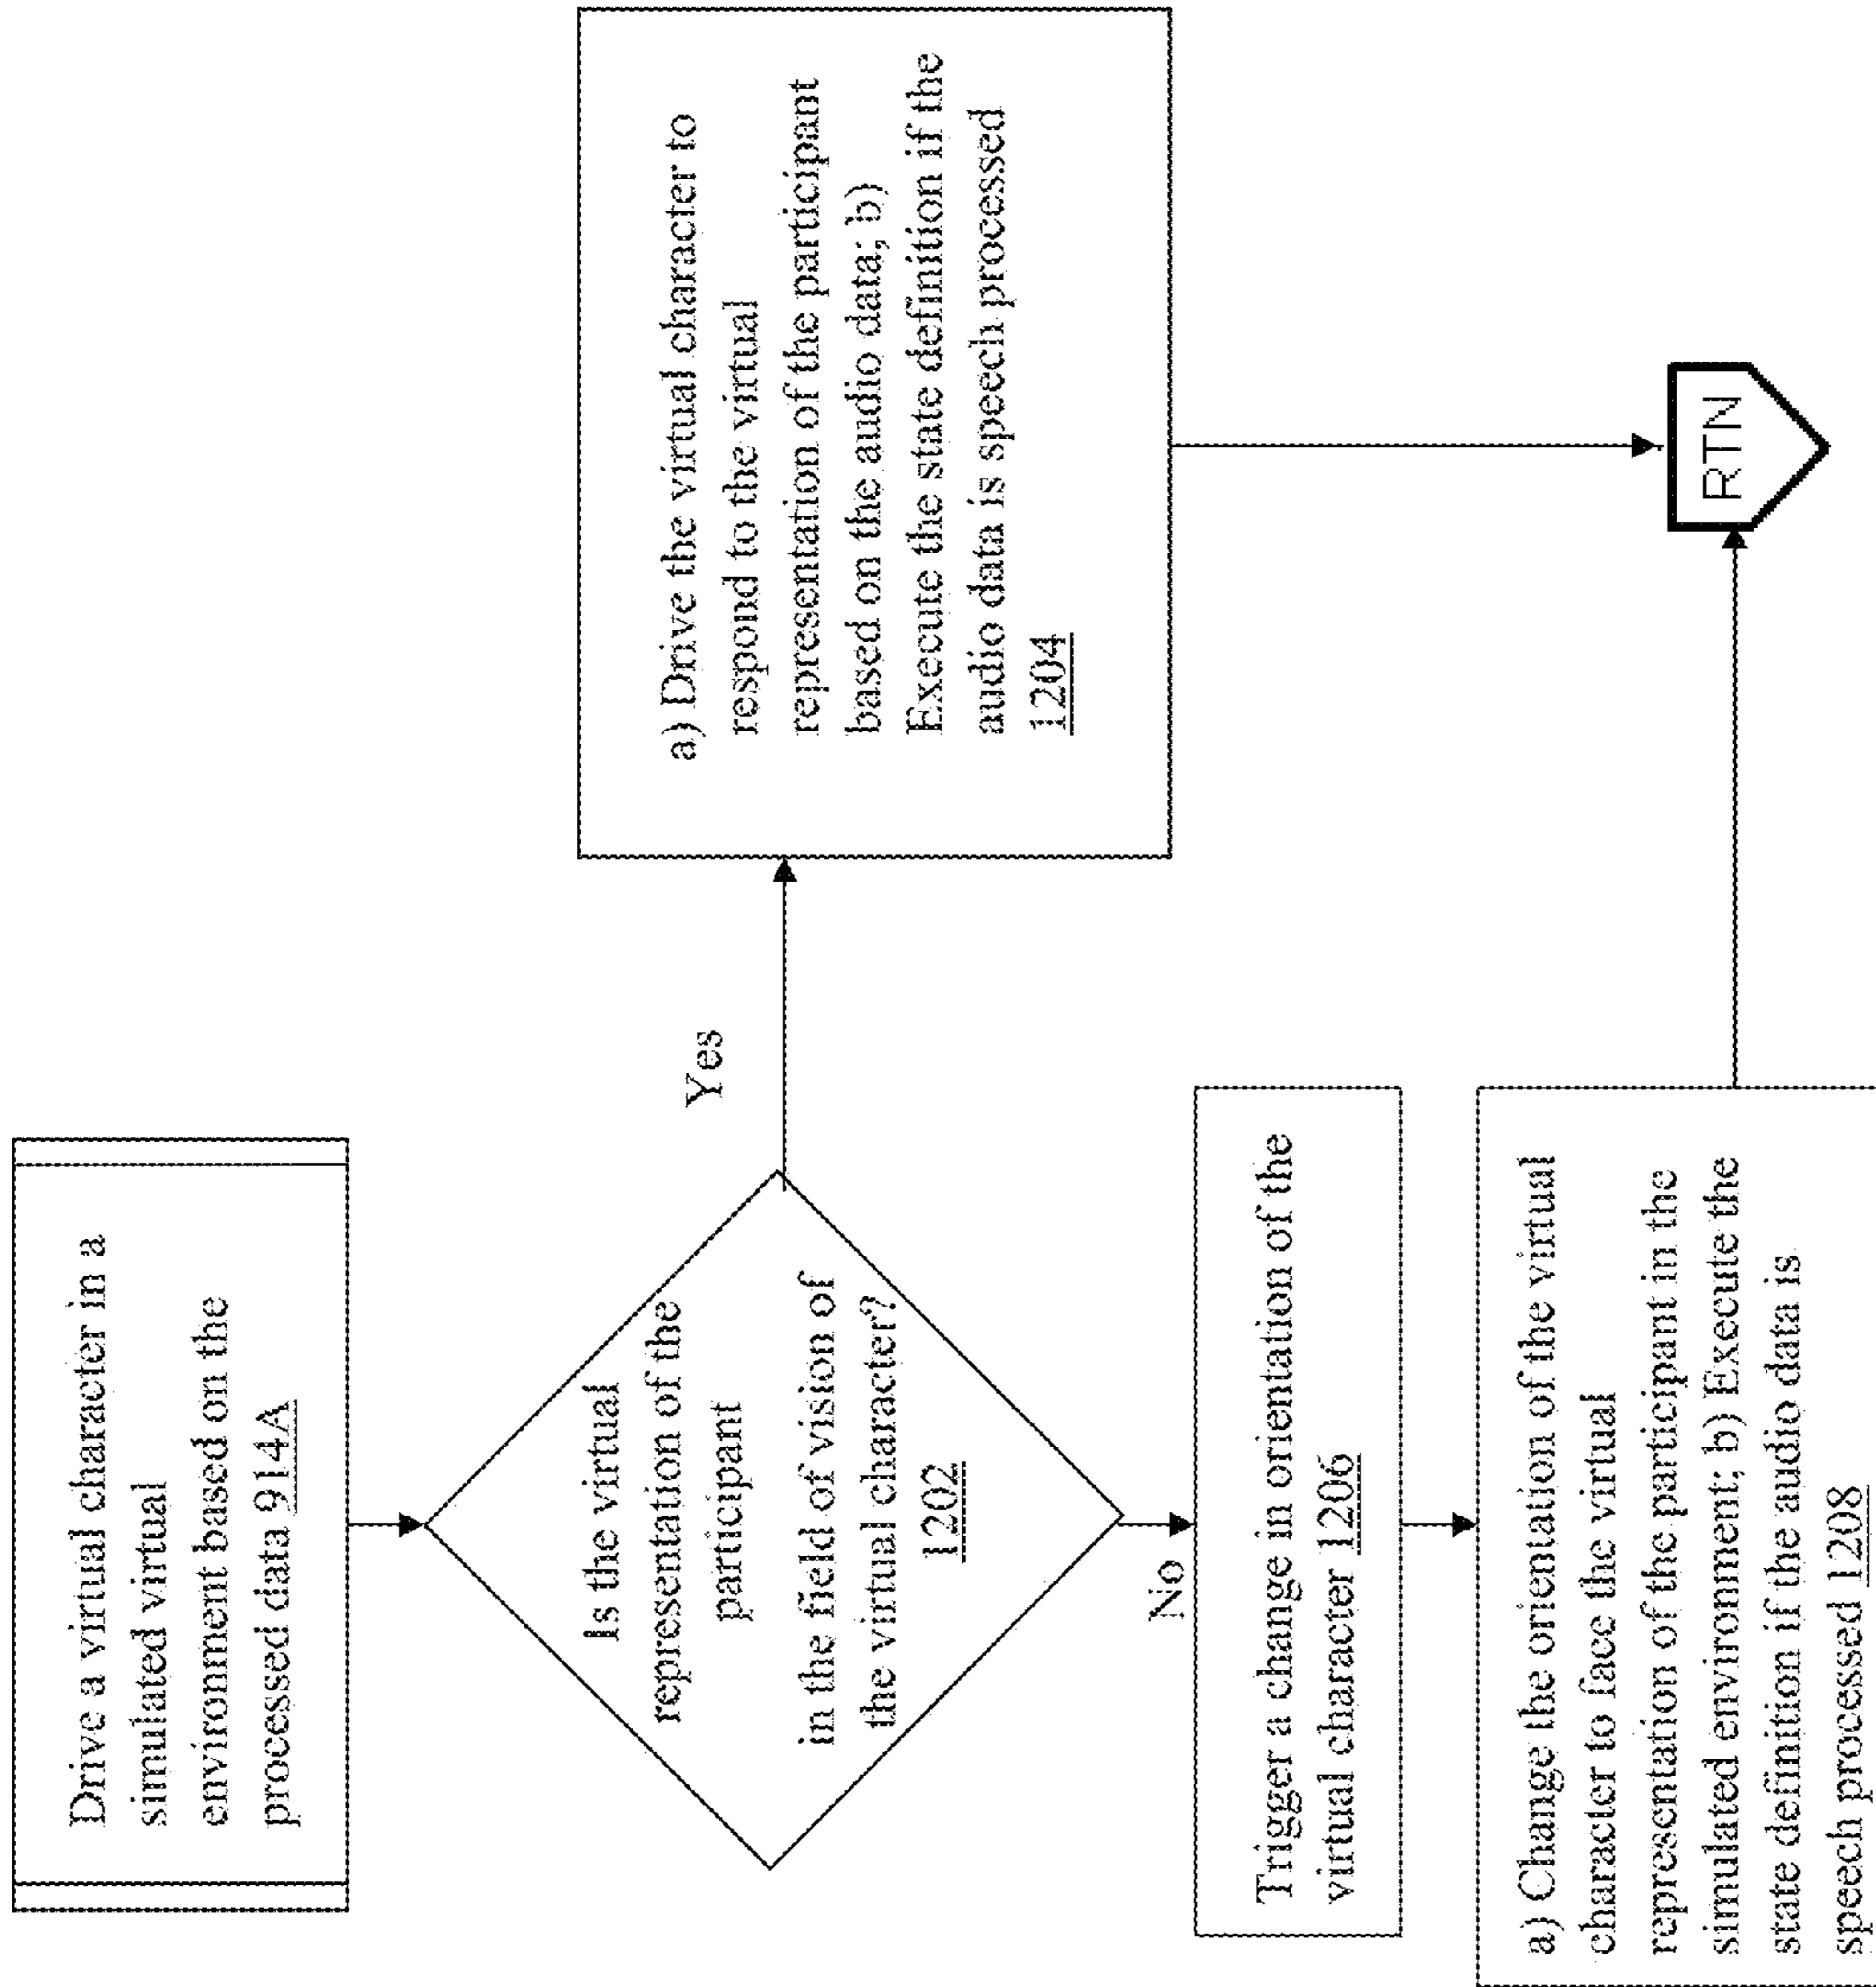 Drive a virtual character in a
simulated virtual
environment based on the
processed data 914A
Is the virtual
representation of the
participant
in the field of vision of
the virtual character?
1202
Yes
a) Drive the virtual character to
respond to the virtual
representation of the participant
based on the audio data; b)
Execute the state definition if the
audio data is speech processed
1204
No
Trigger a change in orientation of the
virtual character 1206
a) Change the orientation of the virtual
character to face the virtual
representation of the participant in the
simulated environment; b) Execute the
state definition if the audio data is
speech processed 1208
RTN